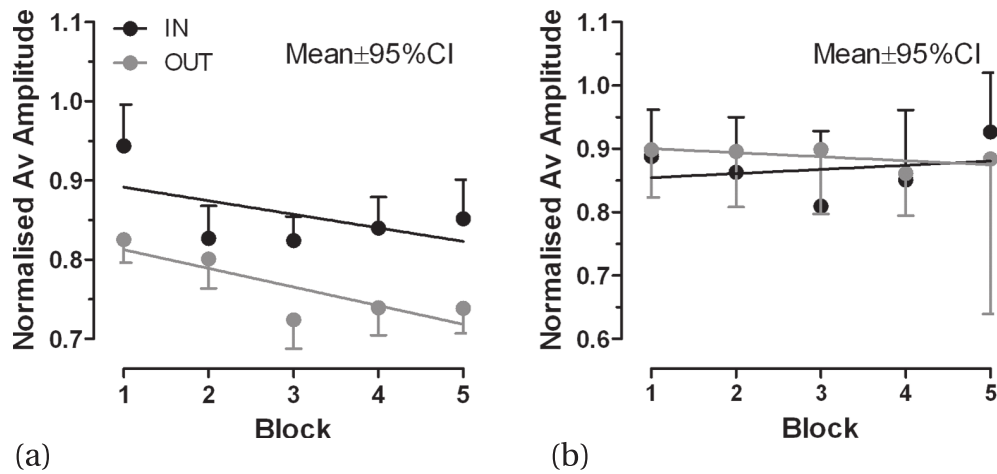 Normalised Av Amplitude
1.1
1.0
0.9
0.8
0.7
IN
OUT
Mean±95%CI
1 2 3 4 5
Block
(a)
Normalised Av Amplitude
1.1
1.0
0.9
0.8
0.7
0.6
Mean±95%CI
1 2 3 4 5
Block
(b)